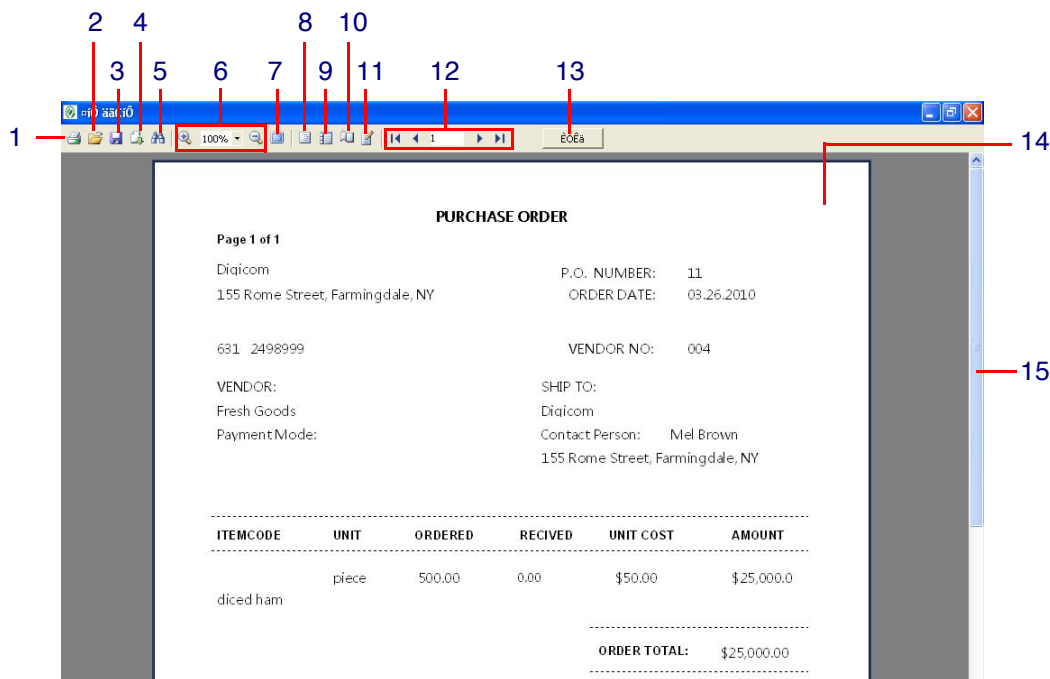 2 4 8 10
3 5 6 7 9 11 12 13
¤íÔ äãCíÔ
1 100% 1 ÈÒÊä 14
PURCHASE ORDER
Page 1 of 1
Digicom P.O. NUMBER: 11
155 Rome Street, Farmingdale, NY ORDER DATE: 03.26.2010
631 2498999 VENDOR NO: 004
15
VENDOR: SHIP TO:
Fresh Goods Digicom
Payment Mode: Contact Person: Mel Brown
155 Rome Street, Farmingdale, NY
ITEMCODE UNIT ORDERED RECIVED UNIT COST AMOUNT
piece 500.00 0.00 $50.00 $25,000.0
diced ham
ORDER TOTAL: $25,000.00